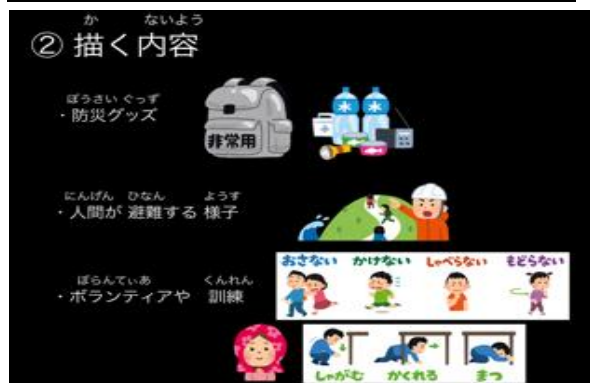 か ないよう
② 描く内容
ぼうさい ぐっず
・防災グッズ
非常用
水 水
にんげん ひなん ようす
・人間が 避難する 様子
おさない かけない しゃべらない もどらない
ぼらんてぃあ くんれん
・ボランティアや 訓練
しゃがむ かくれる まつ